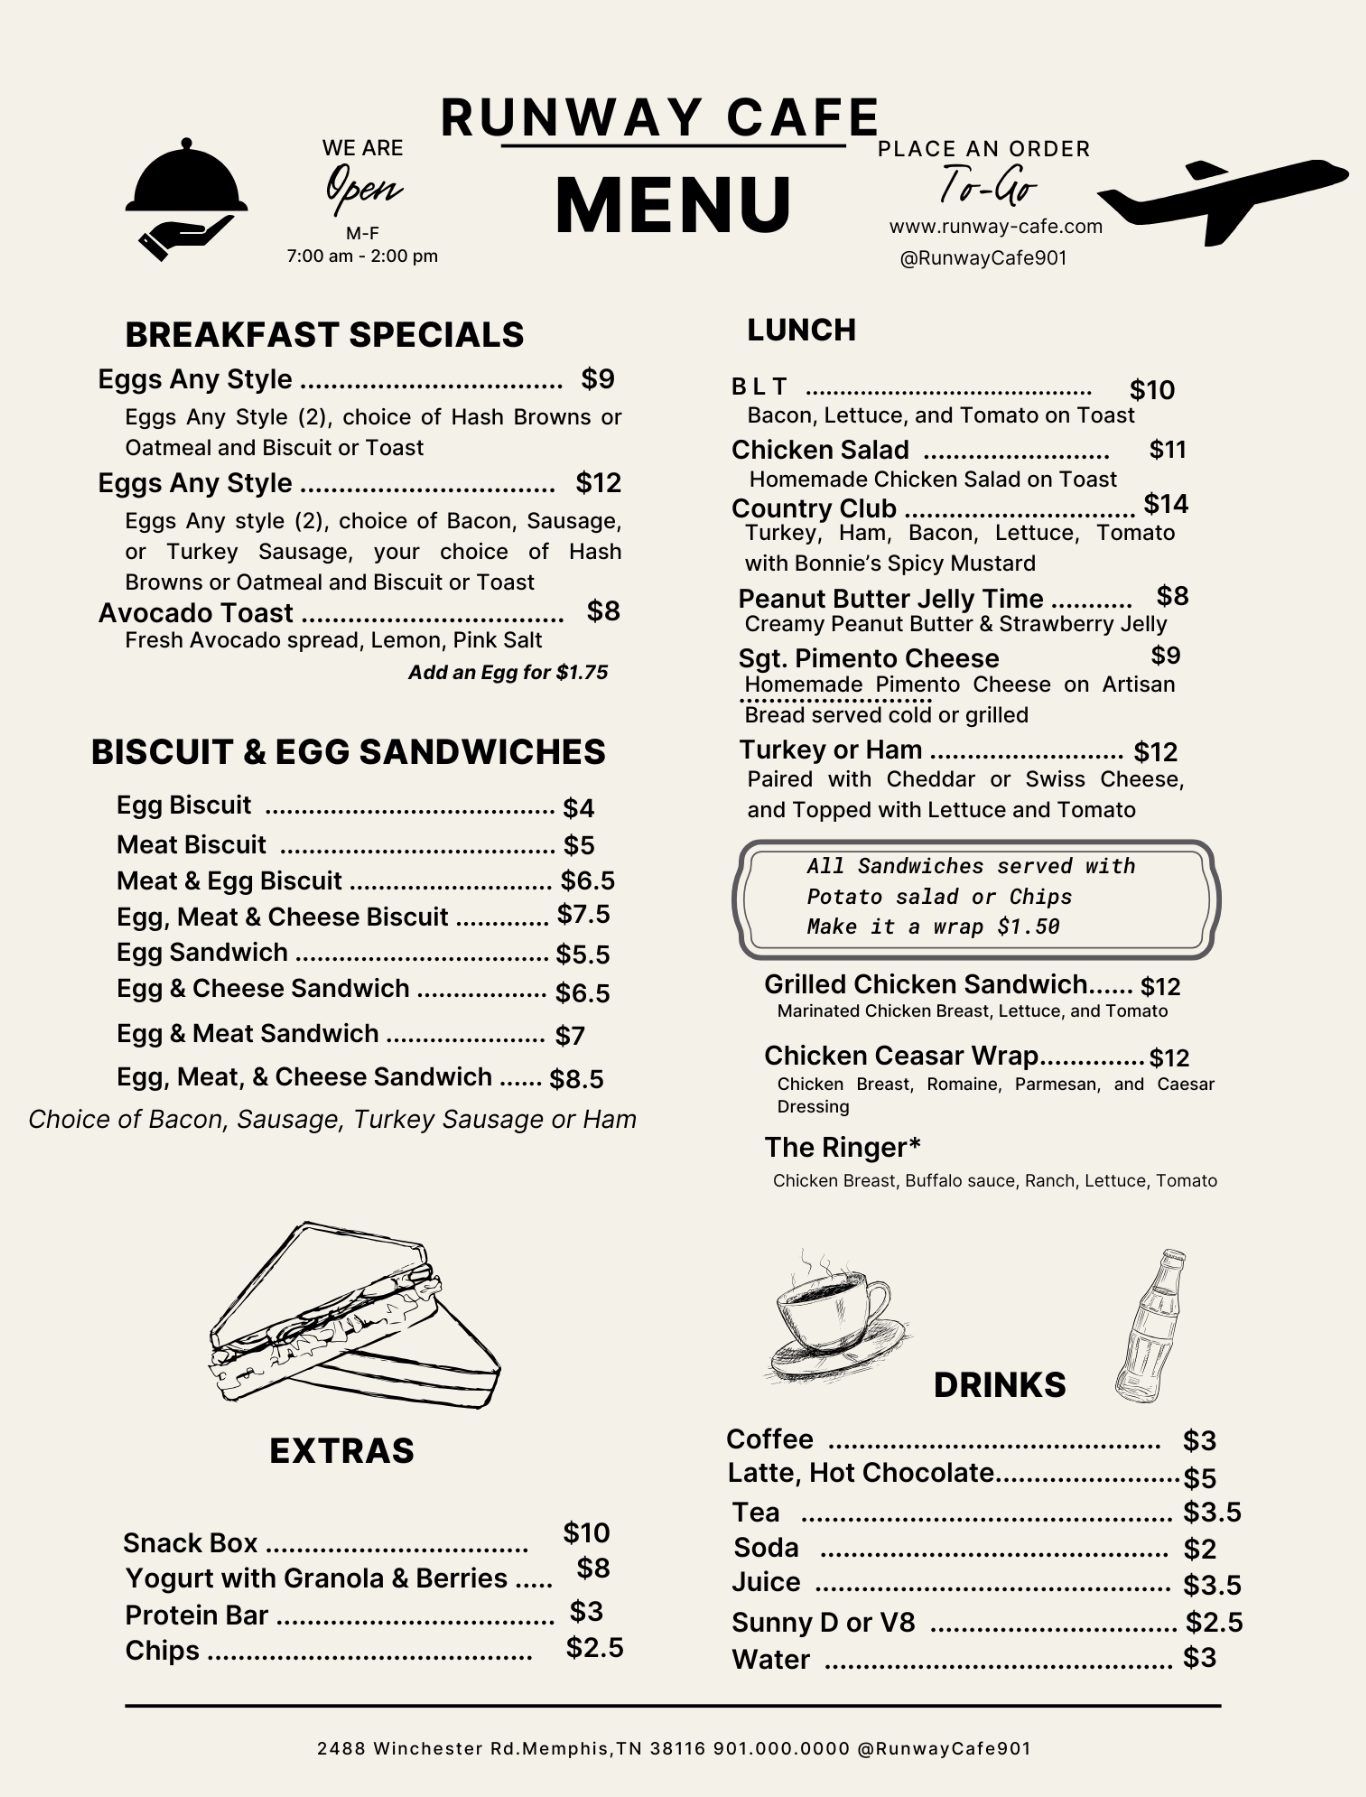 RUNWAY CAFE
MENU
WE ARE
Open
M-F
7:00 am - 2:00 pm
PLACE AN ORDER
To-Go
www.runway-cafe.com
@RunwayCafe901
BREAKFAST SPECIALS
Eggs Any Style ................................. $9
Eggs Any Style (2), choice of Hash Browns or
Oatmeal and Biscuit or Toast
Eggs Any Style ................................ $12
Eggs Any style (2), choice of Bacon, Sausage,
or Turkey Sausage, your choice of Hash
Browns or Oatmeal and Biscuit or Toast
Avocado Toast ................................. $8
Fresh Avocado spread, Lemon, Pink Salt
Add an Egg for $1.75
BISCUIT & EGG SANDWICHES
Egg Biscuit ..................................... $4
Meat Biscuit ................................... $5
Meat & Egg Biscuit .......................... $6.5
Egg, Meat & Cheese Biscuit ............ $7.5
Egg Sandwich ................................ $5.5
Egg & Cheese Sandwich ................. $6.5
Egg & Meat Sandwich ..................... $7
Egg, Meat, & Cheese Sandwich ...... $8.5
Choice of Bacon, Sausage, Turkey Sausage or Ham
LUNCH
B L T .................................... $10
Bacon, Lettuce, and Tomato on Toast
Chicken Salad ........................ $11
Homemade Chicken Salad on Toast
Country Club ............................. $14
Turkey, Ham, Bacon, Lettuce, Tomato
with Bonnie’s Spicy Mustard
Peanut Butter Jelly Time ........... $8
Creamy Peanut Butter & Strawberry Jelly
Sgt. Pimento Cheese $9
Homemade Pimento Cheese on Artisan
..........................
Bread served cold or grilled
Turkey or Ham ......................... $12
Paired with Cheddar or Swiss Cheese,
and Topped with Lettuce and Tomato
All Sandwiches served with
Potato salad or Chips
Make it a wrap $1.50
Grilled Chicken Sandwich...... $12
Marinated Chicken Breast, Lettuce, and Tomato
Chicken Ceasar Wrap............. $12
Chicken Breast, Romaine, Parmesan, and Caesar
Dressing
The Ringer*
Chicken Breast, Buffalo sauce, Ranch, Lettuce, Tomato
EXTRAS
Snack Box ................................. $10
Yogurt with Granola & Berries ..... $8
Protein Bar ................................... $3
Chips ......................................... $2.5
DRINKS
Coffee ........................................... $3
Latte, Hot Chocolate........................ $5
Tea ................................................ $3.5
Soda ............................................. $2
Juice .............................................. $3.5
Sunny D or V8 ................................ $2.5
Water ............................................. $3
2488 Winchester Rd.Memphis,TN 38116 901.000.0000 @RunwayCafe901